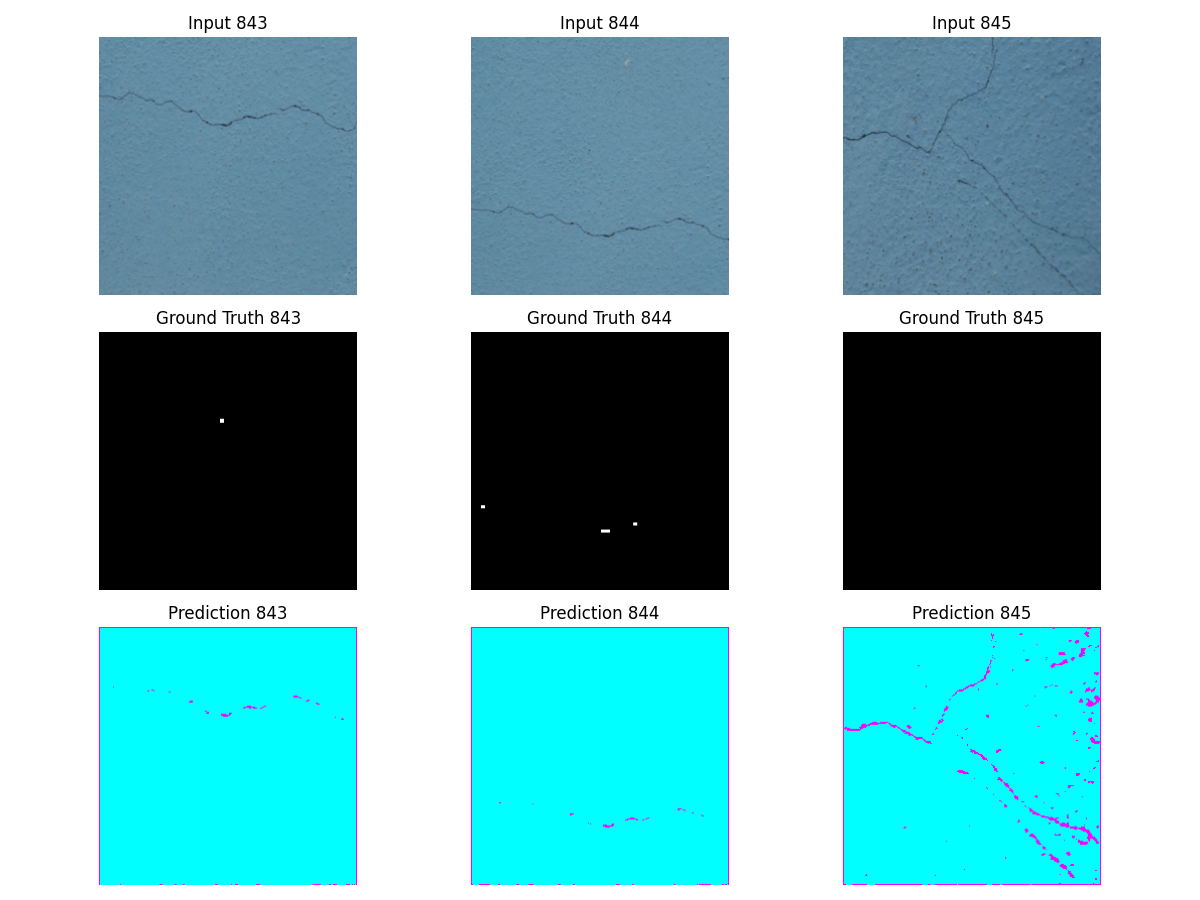 Input 843
Input 844
Input 845
Ground Truth 843
Ground Truth 844
Ground Truth 845
Prediction 843
Prediction 844
Prediction 845